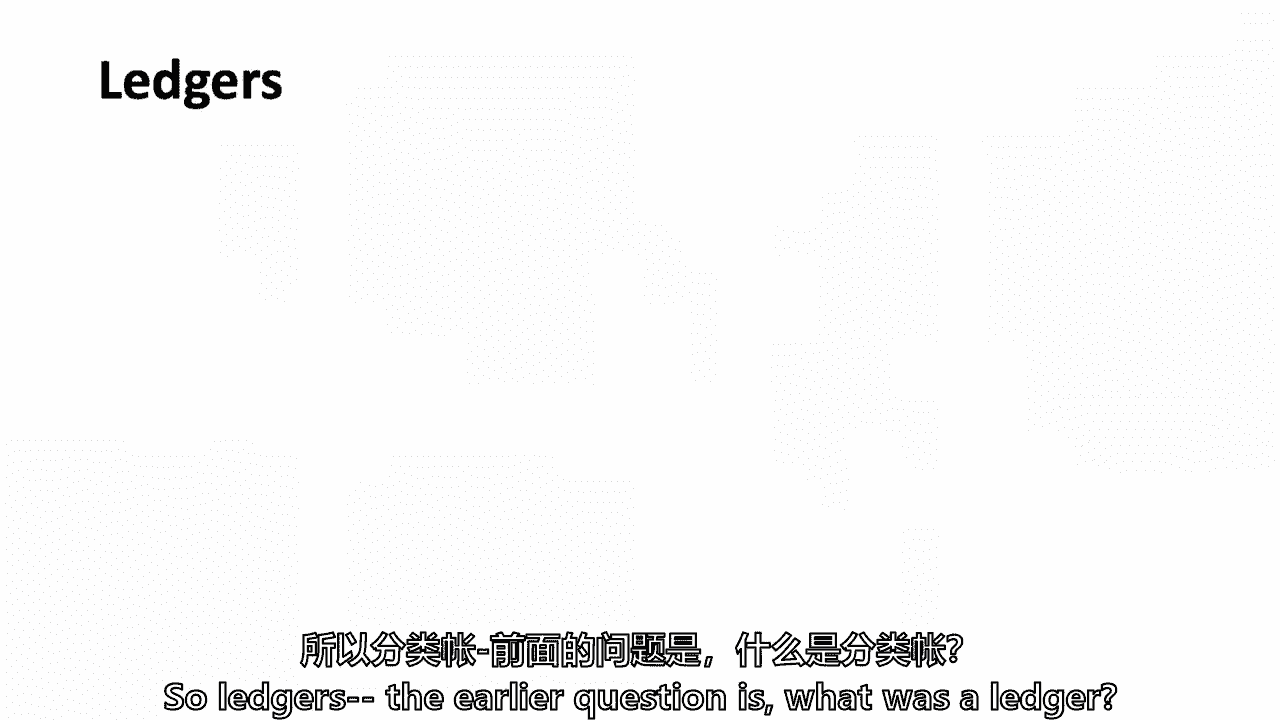 Ledgers
所以分类帐-前面的问题是，什么是分类帐？
So ledgers-- the earlier question is, what was a ledger?